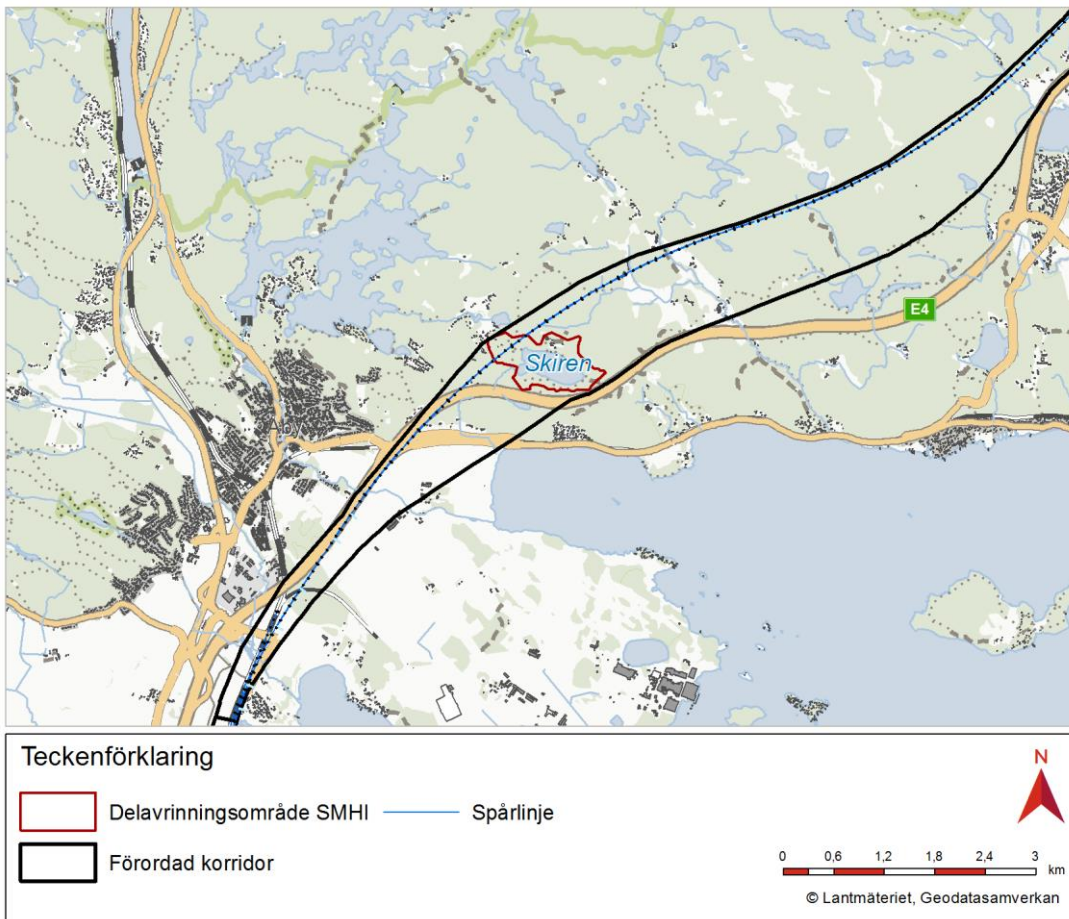 E4
Skiren
Åby
Teckenförklaring
Delavrinningsområde SMHI
Spårlinje
Förordad korridor
N
0 0,6 1,2 1,8 2,4 3
km
© Lantmäteriet, Geodatasamverkan